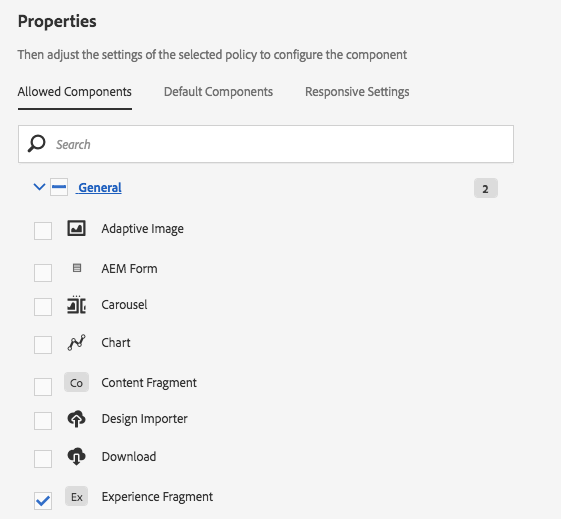 Properties
Then adjust the settings of the selected policy to configure the component
Allowed Components Default Components Responsive Settings
Search
General 2
Adaptive Image
AEM Form
Carousel
Chart
Co Content Fragment
Design Importer
Download
Ex Experience Fragment